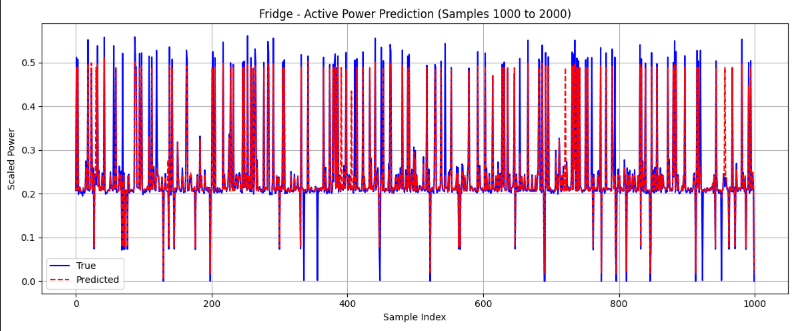 Fridge - Active Power Prediction (Samples 1000 to 2000)
Scaled Power
0.5
0.4
0.3
0.2
0.1
0.0
True
Predicted
0 200 400 600 800 1000
Sample Index